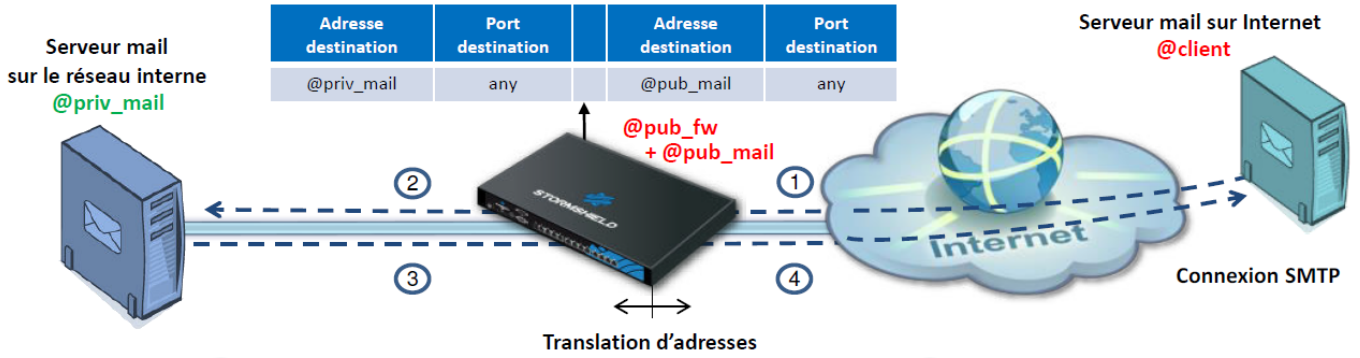 Adresse destination
Port destination
Adresse destination
Port destination
@priv_mail
any
@pub_mail
any
Serveur mail
sur le réseau interne
@priv_mail
Serveur mail sur Internet
@client
@pub_fw
+ @pub_mail
2
1
STORMSHIELD
Internet
3
4
Connexion SMTP
Translation d’adresses